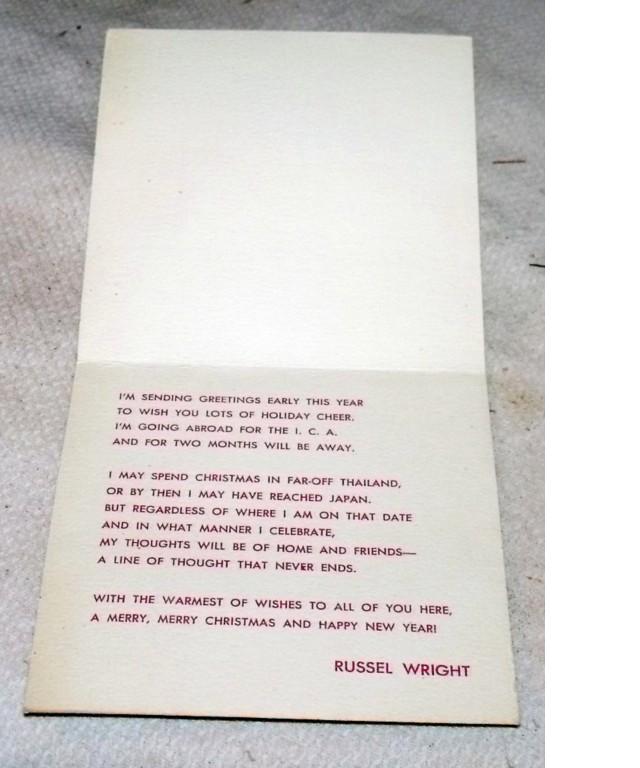 I'M SENDING GREETINGS EARLY THIS YEAR
TO WISH YOU LOTS OF HOLIDAY CHEER.
I'M GOING ABROAD FOR THE I. C. A.
AND FOR TWO MONTHS WILL BE AWAY.
I MAY SPEND CHRISTMAS IN FAR-OFF THAILAND,
OR BY THEN I MAY HAVE REACHED JAPAN.
BUT REGARDLESS OF WHERE I AM ON THAT DATE
AND IN WHAT MANNER I CELEBRATE,
MY THOUGHTS WILL BE OF HOME AND FRIENDS—
A LINE OF THOUGHT THAT NEVER ENDS.
WITH THE WARMEST OF WISHES TO ALL OF YOU HERE,
A MERRY, MERRY CHRISTMAS AND HAPPY NEW YEAR!
RUSSEL WRIGHT